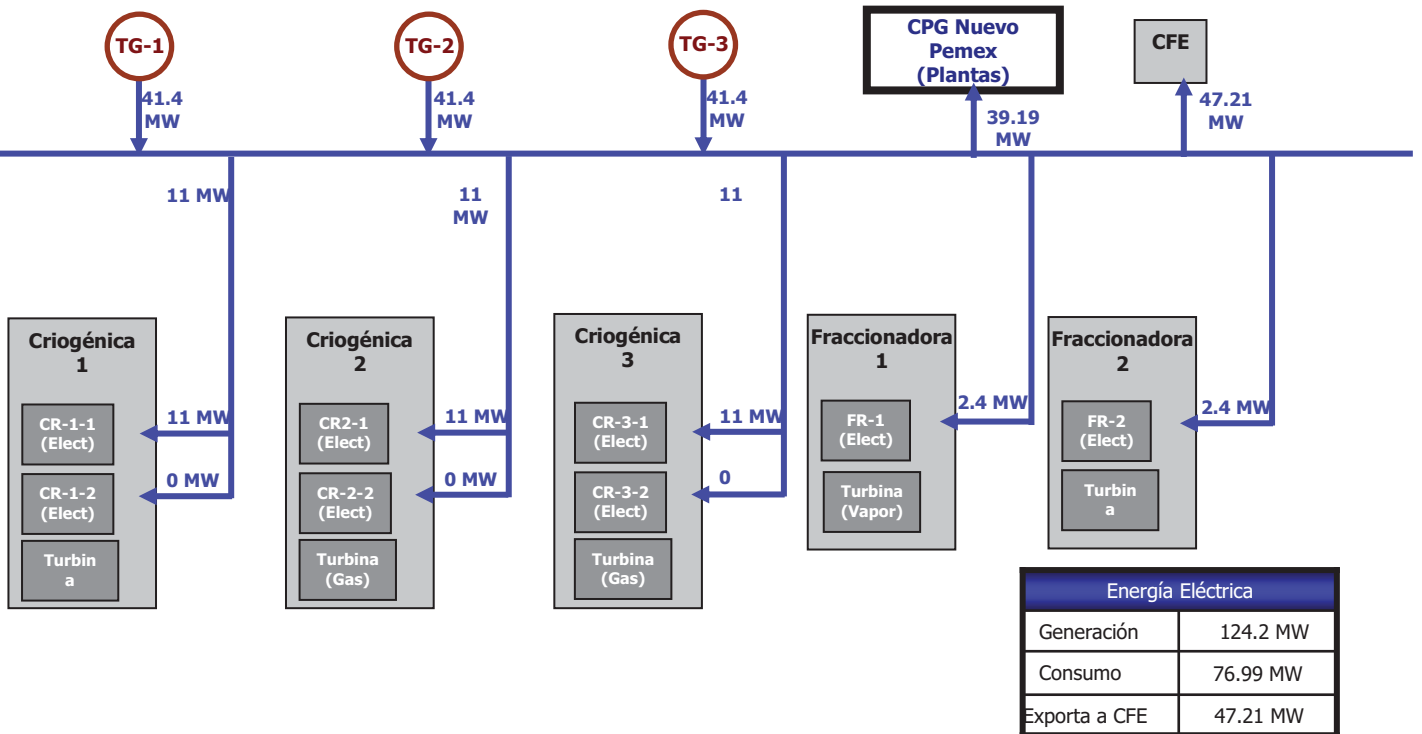 TG-1
TG-2
TG-3
CPG Nuevo
Pemex
(Plantas)
CFE
41.4
MW
41.4
MW
41.4
MW
39.19
MW
47.21
MW
11 MW
11
MW
11
Criogénica
1
CR-1-1
(Elect)
CR-1-2
(Elect)
Turbin
a
11 MW
0 MW
Criogénica
2
CR2-1
(Elect)
CR-2-2
(Elect)
Turbina
(Gas)
11 MW
0 MW
Criogénica
3
CR-3-1
(Elect)
CR-3-2
(Elect)
Turbina
(Gas)
11 MW
0
Fraccionadora
1
FR-1
(Elect)
Turbina
(Vapor)
2.4 MW
Fraccionadora
2
FR-2
(Elect)
Turbin
a
2.4 MW
Energía Eléctrica
Generación 124.2 MW
Consumo 76.99 MW
Exporta a CFE 47.21 MW